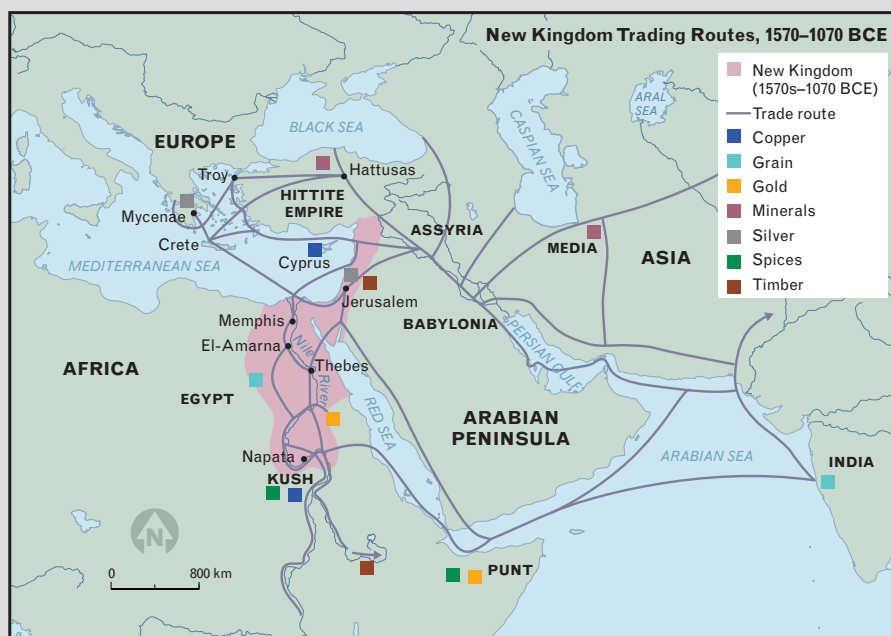 New Kingdom Trading Routes, 1570–1070 BCE
New Kingdom
(1570s–1070 BCE)
Trade route
Copper
Grain
Gold
Minerals
Silver
Spices
Timber
ARAL
SEA
CASPIAN SEA
BLACK SEA
EUROPE
Troy
Hattusas
HITTITE
EMPIRE
Mycenae
Crete
ASSYRIA
MEDIA
ASIA
Cyprus
MEDITERRANEAN SEA
Jerusalem
Memphis
BABYLONIA
El-Amarna
Nile
River
PERSIAN GULF
AFRICA
Thebes
EGYPT
RED SEA
ARABIAN
PENINSULA
Napata
ARABIAN SEA
INDIA
KUSH
N
0 800 km
PUNT